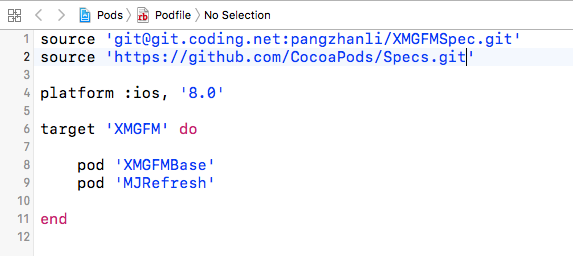 Pods Podfile No Selection
1 source 'git@git.coding.net:pangzhanli/XMGFMSpec.git'
2 source 'https://github.com/CocoaPods/Specs.git'
3
4 platform :ios, '8.0'
5
6 target 'XMGFM' do
7
8 pod 'XMGFMBase'
9 pod 'MJRefresh'
10
11 end
12